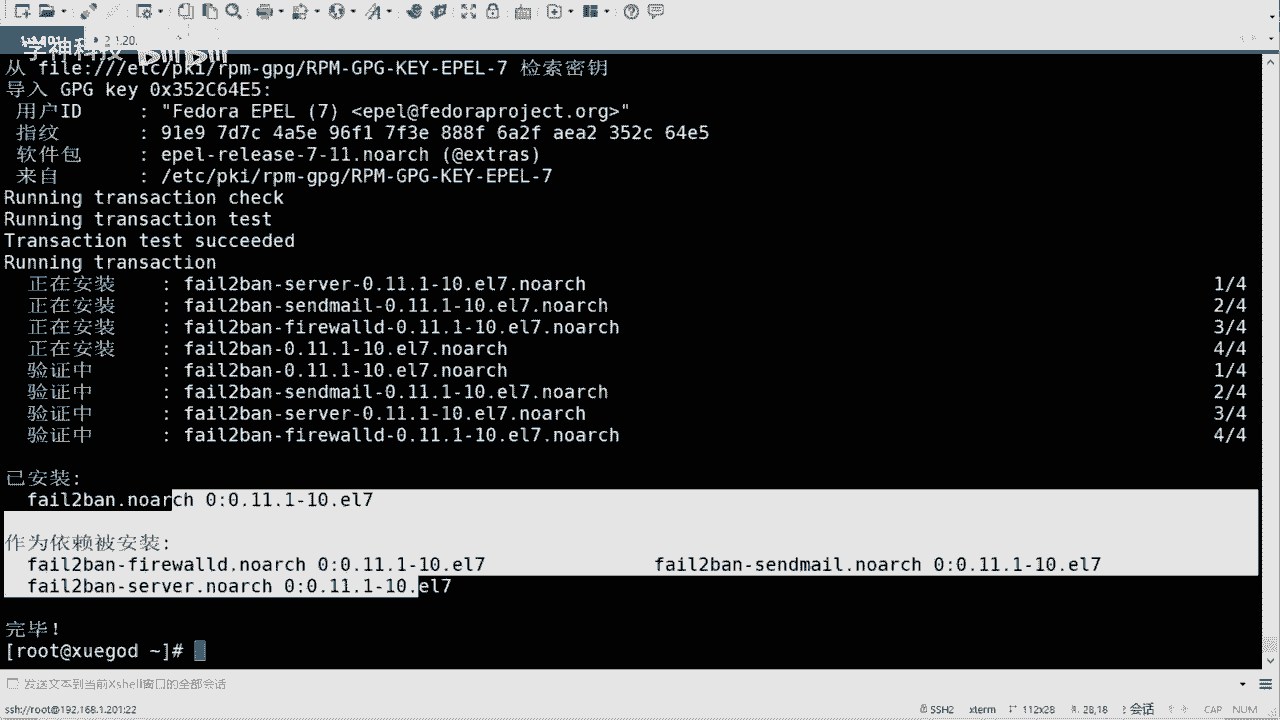 学神科技 bilibili
从 file:///etc/pki/rpm-gpg/RPM-GPG-KEY-EPEL-7 检索密钥
导入 GPG key 0x352C64E5:
用户ID : "Fedora EPEL (7) <epel@fedoraproject.org>"
指纹 : 91e9 7d7c 4a5e 96f1 7f3e 888f 6a2f aea2 352c 64e5
软件包 : epel-release-7-11.noarch (@extras)
来自 : /etc/pki/rpm-gpg/RPM-GPG-KEY-EPEL-7
Running transaction check
Running transaction test
Transaction test succeeded
Running transaction
正在安装 : fail2ban-server-0.11.1-10.el7.noarch 1/4
正在安装 : fail2ban-sendmail-0.11.1-10.el7.noarch 2/4
正在安装 : fail2ban-firewalld-0.11.1-10.el7.noarch 3/4
正在安装 : fail2ban-0.11.1-10.el7.noarch 4/4
验证中 : fail2ban-0.11.1-10.el7.noarch 1/4
验证中 : fail2ban-sendmail-0.11.1-10.el7.noarch 2/4
验证中 : fail2ban-server-0.11.1-10.el7.noarch 3/4
验证中 : fail2ban-firewalld-0.11.1-10.el7.noarch 4/4
已安装:
fail2ban.noarch 0:0.11.1-10.el7
作为依赖被安装:
fail2ban-firewalld.noarch 0:0.11.1-10.el7 fail2ban-sendmail.noarch 0:0.11.1-10.el7
fail2ban-server.noarch 0:0.11.1-10.el7
完毕！
[root@xuegod ~]#
发送文本到当前Xshell窗口的全部会话
ssh://root@192.168.1.201:22 SSH2 xterm 112x28 28,18 1 会话 CAP NUM